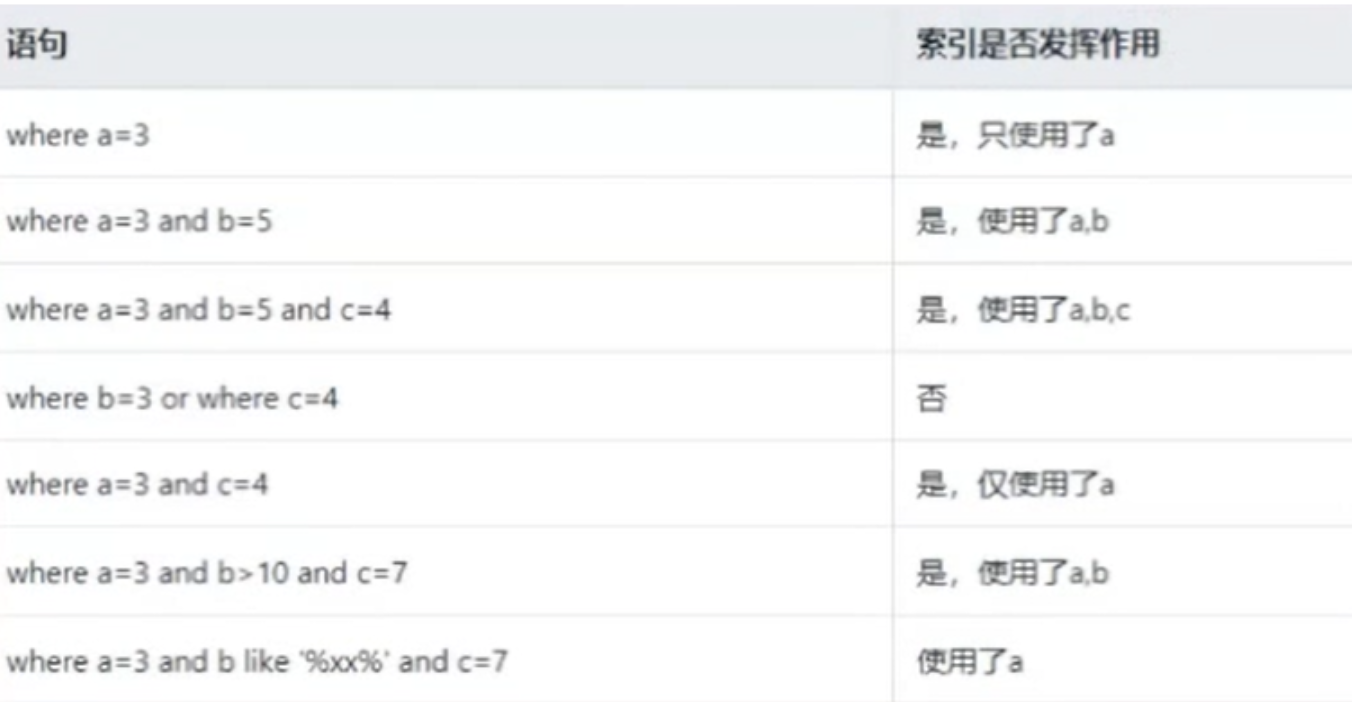 语句 索引是否发挥作用
where a=3 是，只使用了a
where a=3 and b=5 是，使用了a,b
where a=3 and b=5 and c=4 是，使用了a,b,c
where b=3 or where c=4 否
where a=3 and c=4 是，仅使用了a
where a=3 and b>10 and c=7 是，使用了a,b
where a=3 and b like '%xx%' and c=7 使用了a